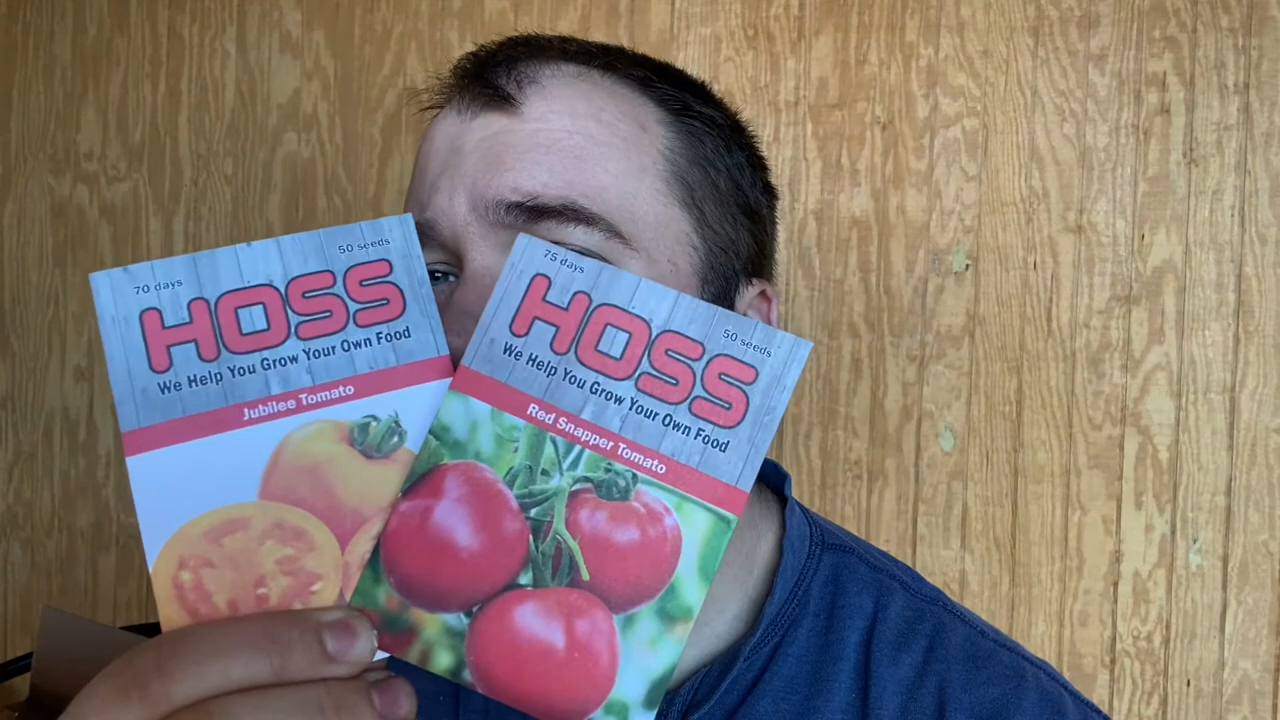 70 days
50 seeds
HOSS
We Help You Grow Your Own Food
Jubilee Tomato
75 days
50 seeds
HOSS
We Help You Grow Your Own Food
Red Snapper Tomato